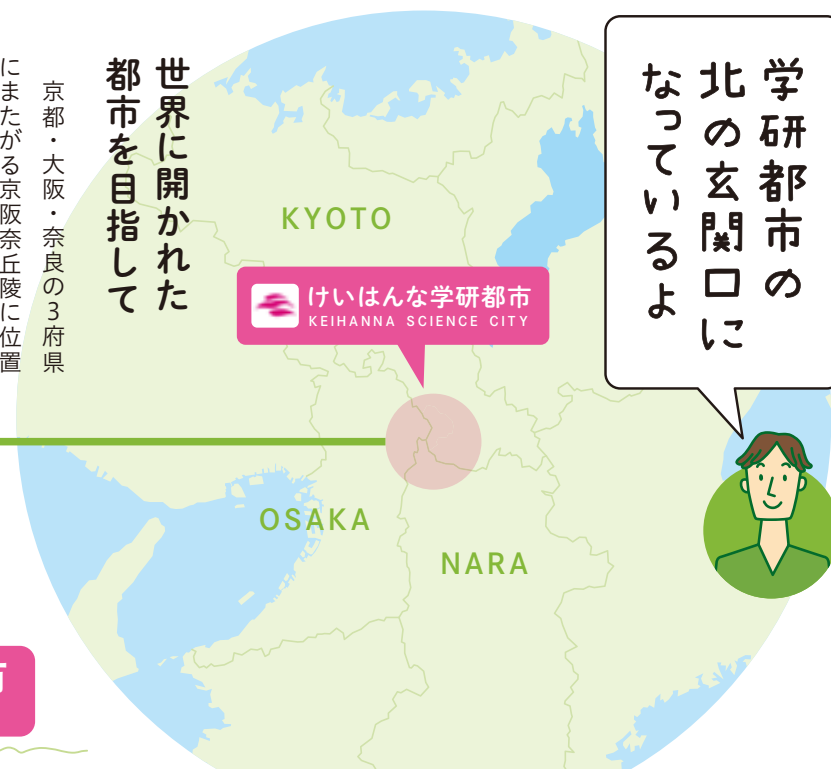 学研都市の
北の玄関口に
なっているよ
世界に開かれた
都市を目指して
京都・大阪・奈良の3府県
にまたがる京阪奈丘陵に位置
KYOTO
けいはんな学研都市
KEIHANNA SCIENCE CITY
OSAKA
NARA